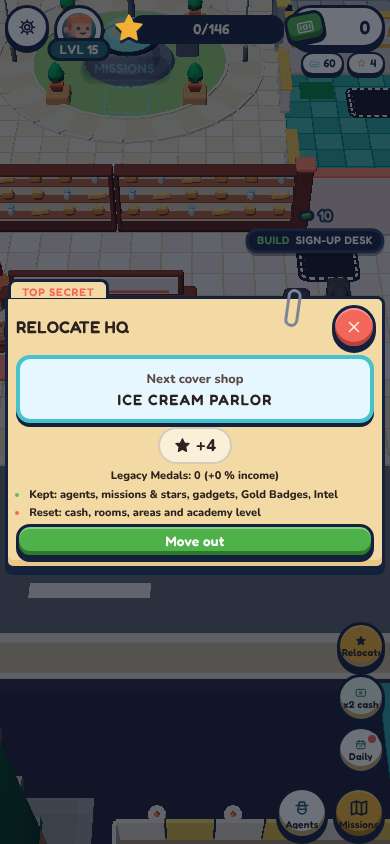 0/146
0
LVL 15
MISSIONS
60
4
10
BUILD SIGN-UP DESK
TOP SECRET
RELOCATE HQ
Next cover shop
ICE CREAM PARLOR
+4
Legacy Medals: 0 (+0 % income)
Kept: agents, missions & stars, gadgets, Gold Badges, Intel
Reset: cash, rooms, areas and academy level
Move out
Relocate
x2 cash
Daily
Agents
Missions